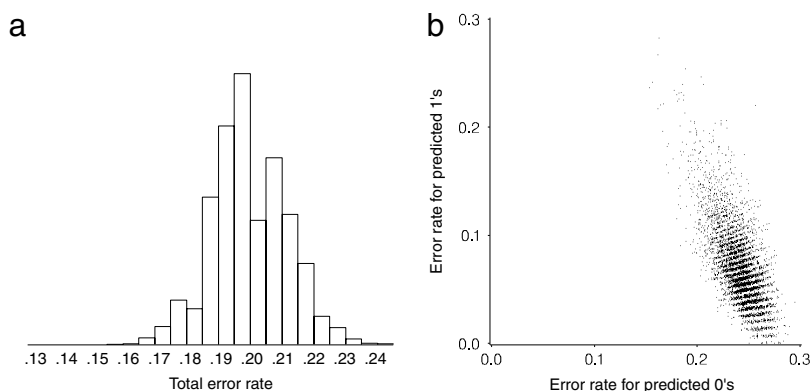 a
.13 .14 .15 .16 .17 .18 .19 .20 .21 .22 .23 .24
Total error rate
b
Error rate for predicted 1's
0.3
0.2
0.1
0.0
0.0 0.1 0.2 0.3
Error rate for predicted 0's